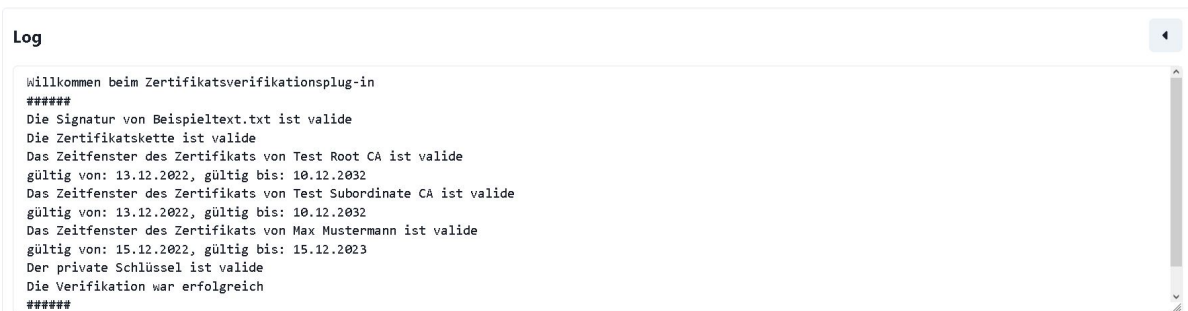 Log
Willkommen beim Zertifikatsverifikationsplug-in
######
Die Signatur von Beispieltext.txt ist valide
Die Zertifikatskette ist valide
Das Zeitfenster des Zertifikats von Test Root CA ist valide
gültig von: 13.12.2022, gültig bis: 10.12.2032
Das Zeitfenster des Zertifikats von Test Subordinate CA ist valide
gültig von: 13.12.2022, gültig bis: 10.12.2032
Das Zeitfenster des Zertifikats von Max Mustermann ist valide
gültig von: 15.12.2022, gültig bis: 15.12.2023
Der private Schlüssel ist valide
Die Verifikation war erfolgreich
######